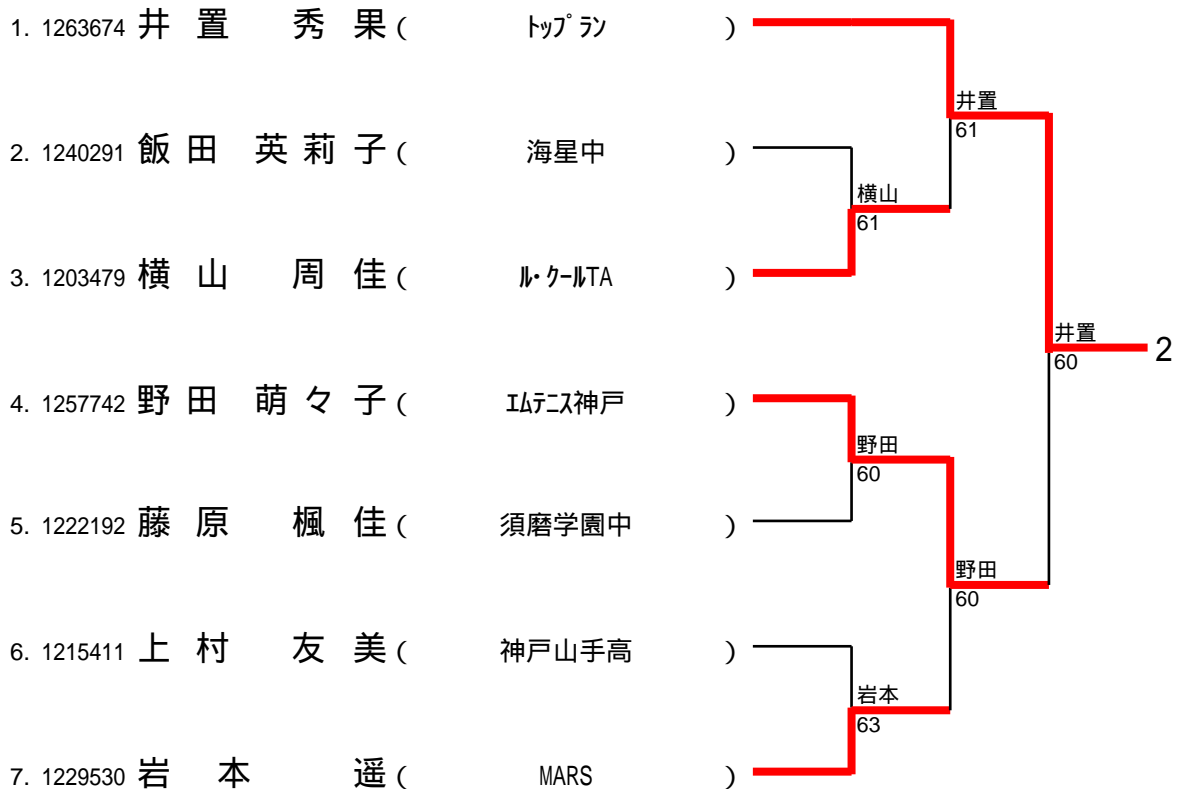 1. 1263674 井置 秀果 ( トップラン )
井置
2. 1240291 飯田 英莉子 ( 海星中 )
61
横山
61
3. 1203479 横山 周佳 ( ル・クールTA )
井置
60 2
4. 1257742 野田 萌々子 ( エムテニス神戸 )
野田
60
5. 1222192 藤原 楓佳 ( 須磨学園中 )
野田
60
6. 1215411 上村 友美 ( 神戸山手高 )
岩本
63
7. 1229530 岩本 遥 ( MARS )